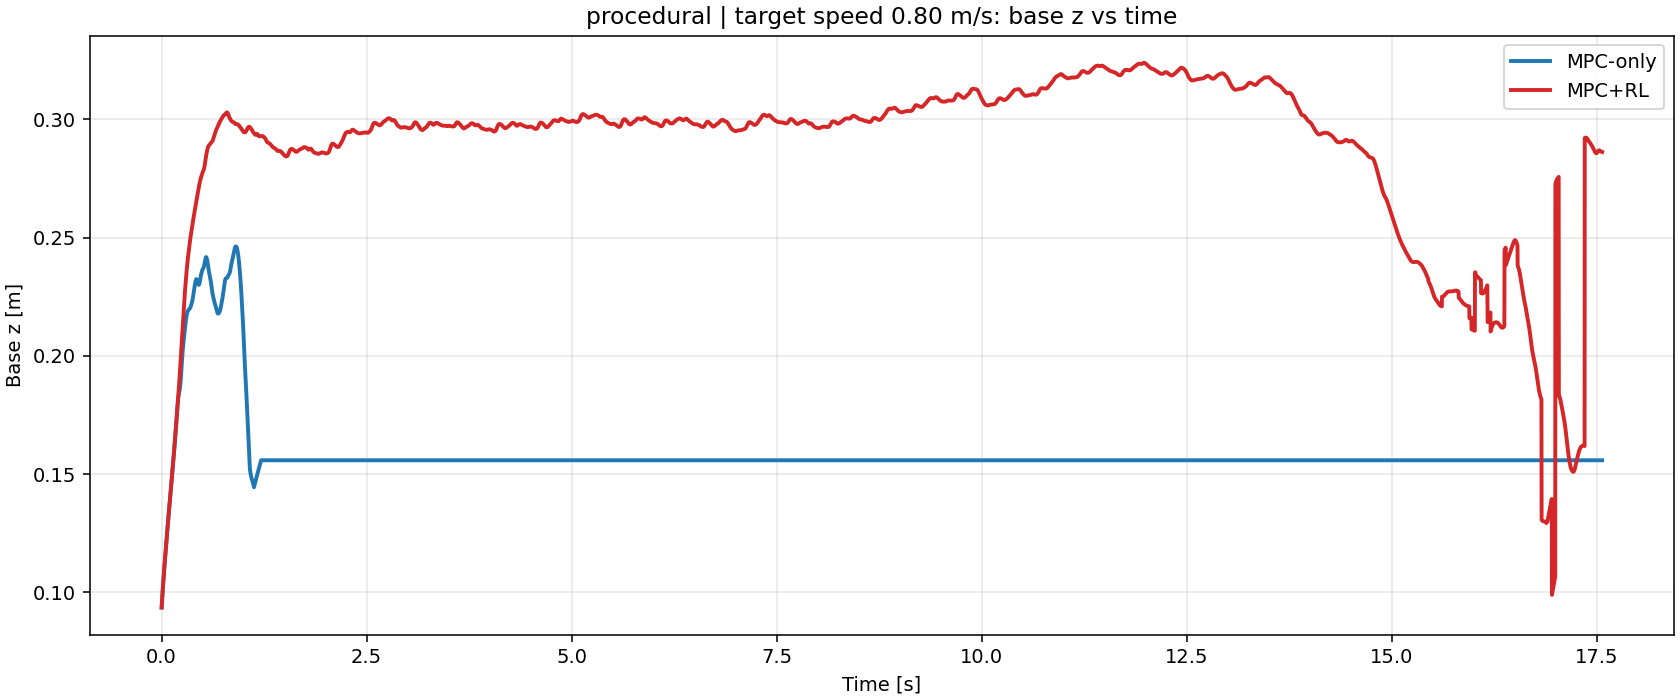 procedural | target speed 0.80 m/s: base z vs time
MPC-only
MPC+RL
Base z [m]
0.30
0.25
0.20
0.15
0.10
0.0 2.5 5.0 7.5 10.0 12.5 15.0 17.5
Time [s]